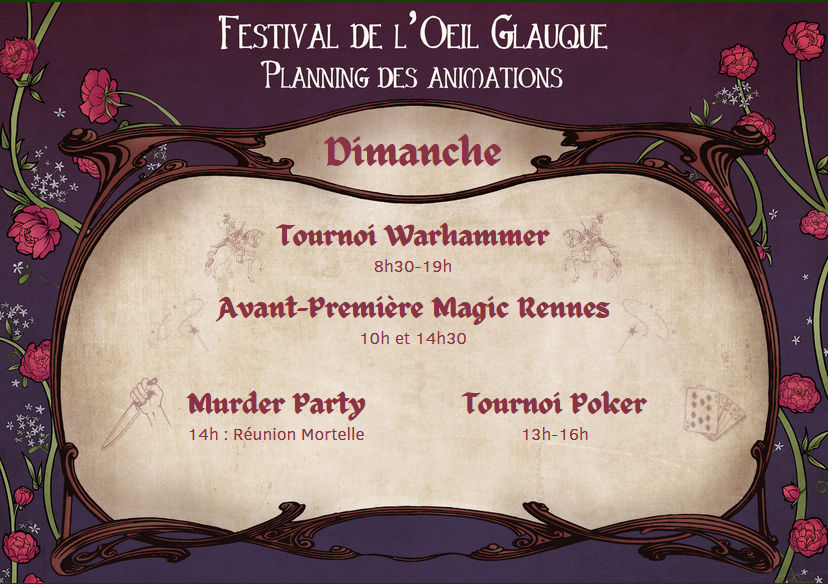 Festival de l'Oeil Glauque
Planning des animations
Dimanche
Tournoi Warhammer
8h30-19h
Avant-Première Magic Rennes
10h et 14h30
Murder Party
14h : Réunion Mortelle
Tournoi Poker
13h-16h